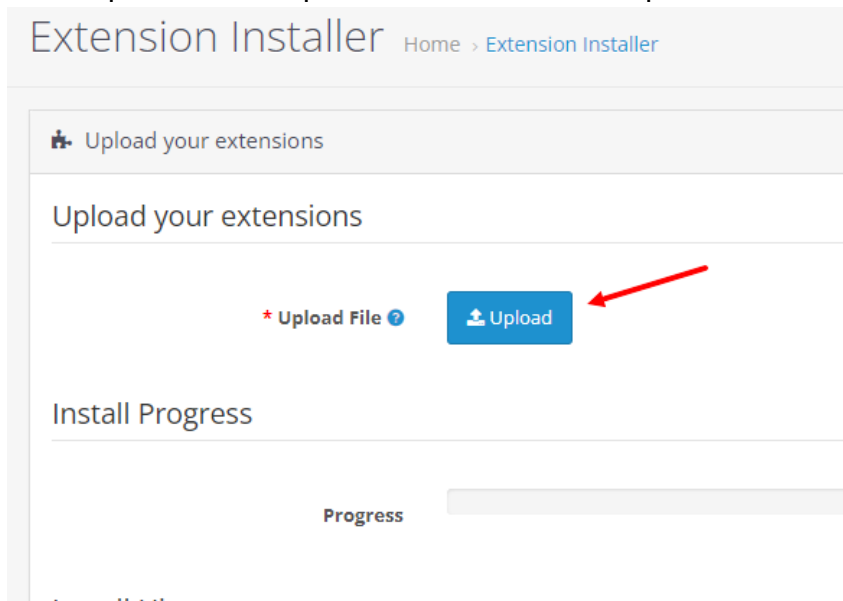 Extension Installer Home › Extension Installer
Upload your extensions
Upload your extensions
* Upload File ?
Upload
Install Progress
Progress